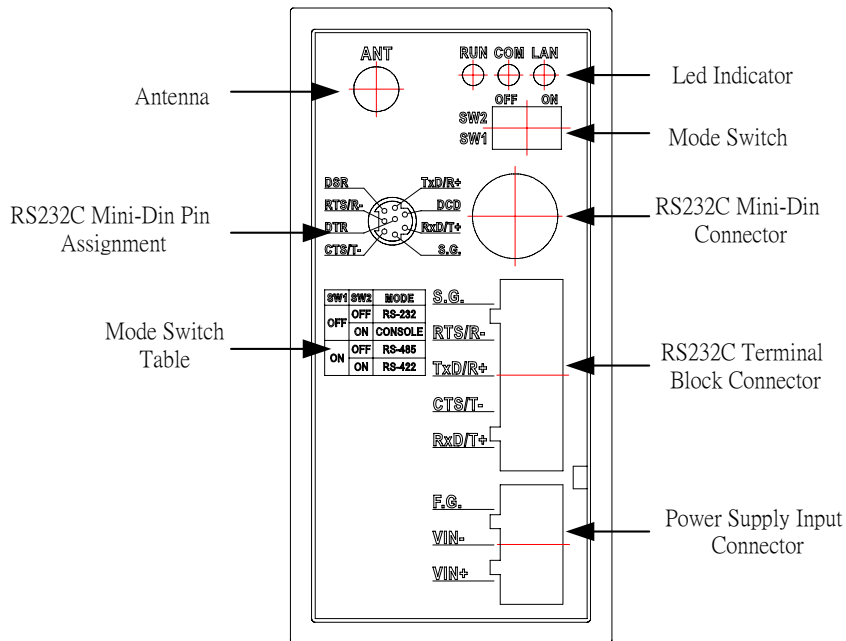 ANT
RUN COM LAN
OFF ON
SW2
SW1
Antenna
Led Indicator
Mode Switch
DSR
RTS/R-
DTR
CTS/T-
TxD/R+
DCD
RxD/T+
S.G.
RS232C Mini-Din Pin
Assignment
RS232C Mini-Din
Connector
SW1 SW2 MODE
OFF OFF RS-232
ON CONSOLE
ON OFF RS-485
ON RS-422
Mode Switch
Table
S.G.
RTS/R-
TxD/R+
CTS/T-
RxD/T+
RS232C Terminal
Block Connector
F.G.
VIN-
VIN+
Power Supply Input
Connector